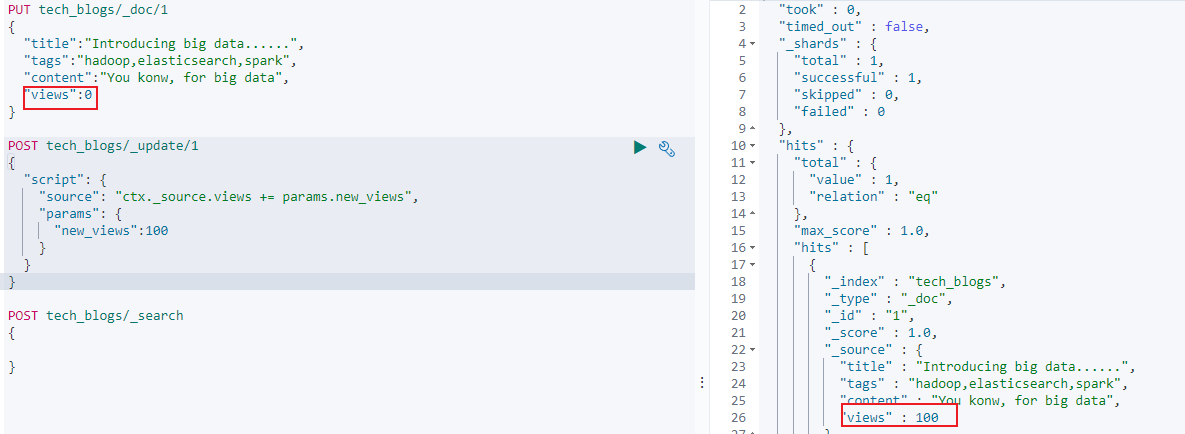 PUT tech_blogs/_doc/1
{
  "title":"Introducing big data......",
  "tags":"hadoop,elasticsearch,spark",
  "content":"You konw, for big data",
  "views":0
}
POST tech_blogs/_update/1
{
  "script": {
    "source": "ctx._source.views += params.new_views",
    "params": {
      "new_views":100
    }
  }
}
POST tech_blogs/_search
{
}
2 "took" : 0,
3 "timed_out" : false,
4 "_shards" : {
5 "total" : 1,
6 "successful" : 1,
7 "skipped" : 0,
8 "failed" : 0
9 },
10 "hits" : {
11 "total" : {
12 "value" : 1,
13 "relation" : "eq"
14 },
15 "max_score" : 1.0,
16 "hits" : [
17 {
18 "_index" : "tech_blogs",
19 "_type" : "_doc",
20 "_id" : "1",
21 "_score" : 1.0,
22 "_source" : {
23 "title" : "Introducing big data......",
24 "tags" : "hadoop,elasticsearch,spark",
25 "content" : "You konw, for big data",
26 "views" : 100
27 }